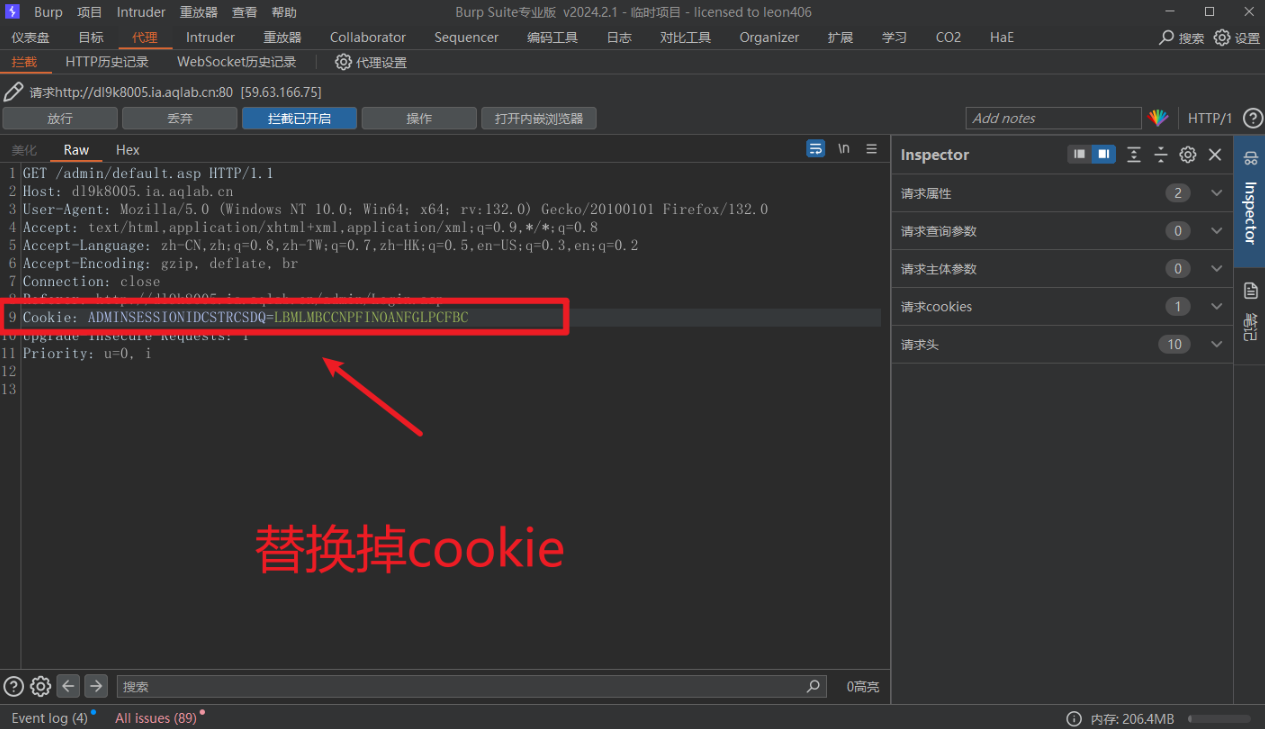 Burp 项目 Intruder 重放器 查看 帮助 Burp Suite专业版 v2024.2.1 - 临时项目 - licensed to leon406
仪表盘 目标 代理 Intruder 重放器 Collaborator Sequencer 编码工具 日志 对比工具 Organizer 扩展 学习 CO2 HaE 搜索 设置
拦截 HTTP历史记录 WebSocket历史记录 代理设置
请求http://dl9k8005.ia.aqlab.cn:80 [59.63.166.75]
放行 丢弃 拦截已开启 操作 打开内嵌浏览器 Add notes HTTP/1
美化 Raw Hex \n
1 GET /admin/default.asp HTTP/1.1
2 Host: dl9k8005.ia.aqlab.cn
3 User-Agent: Mozilla/5.0 (Windows NT 10.0; Win64; x64; rv:132.0) Gecko/20100101 Firefox/132.0
4 Accept: text/html,application/xhtml+xml,application/xml;q=0.9,*/*;q=0.8
5 Accept-Language: zh-CN,zh;q=0.8,zh-TW;q=0.7,zh-HK;q=0.5,en-US;q=0.3,en;q=0.2
6 Accept-Encoding: gzip, deflate, br
7 Connection: close
8 Referer: http://dl9k8005.ia.aqlab.cn/admin/Login.asp
9 Cookie: ADMINSESSIONIDCSTRCSDQ=LBMLMBCCNPFINOANFGLPCFBC
10 Upgrade-Insecure-Requests: 1
11 Priority: u=0, i
12
13
替换掉cookie
Inspector
请求属性 2
请求查询参数 0
请求主体参数 0
请求cookies 1
请求头 10
Inspector
笔记
搜索 0高亮
Event log (4) All issues (89) 内存: 206.4MB